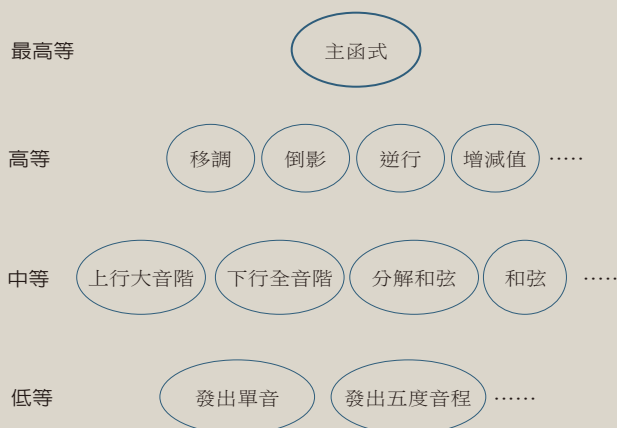 最高等 主函式
高等 移調 倒影 逆行 增減值 ·····
中等 上行大音階 下行全音階 分解和弦 和弦 ·····
低等 發出單音 發出五度音程 ······